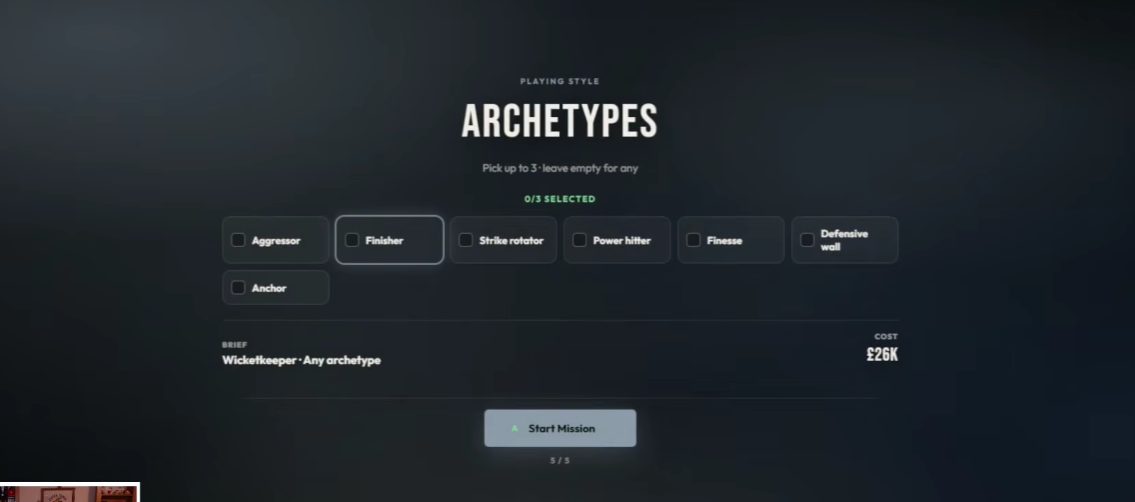 PLAYING STYLE
ARCHETYPES
Pick up to 3 · leave empty for any
0/3 SELECTED
Aggressor
Finisher
Strike rotator
Power hitter
Finesse
Defensive
wall
Anchor
BRIEF
Wicketkeeper · Any archetype
COST
£26K
Start Mission
5 / 5